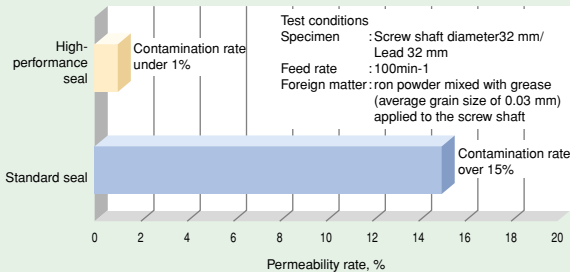 High-
performance
seal
Contamination rate
under 1%
Test conditions
Specimen :Screw shaft diameter32 mm/
Lead 32 mm
Feed rate :100min-1
Foreign matter:ron powder mixed with grease
(average grain size of 0.03 mm)
applied to the screw shaft
Standard seal
Contamination rate
over 15%
0 2 4 6 8 10 12 14 16 18 20
Permeability rate, %